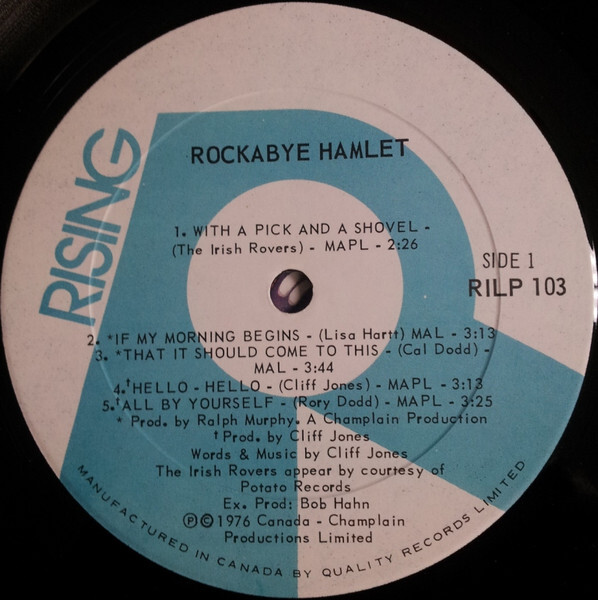 RISING
ROCKABYE HAMLET
1. WITH A PICK AND A SHOVEL -
(The Irish Rovers) - MAPL - 2:26
SIDE 1
RILP 103
2. *IF MY MORNING BEGINS - (Lisa Hartt) MAL - 3:13
3. *THAT IT SHOULD COME TO THIS - (Cal Dodd) -
MAL - 3:44
4.†HELLO - HELLO - (Cliff Jones) - MAPL - 3:13
5.†ALL BY YOURSELF - (Rory Dodd) - MAPL - 3:25
* Prod. by Ralph Murphy. A Champlain Production
† Prod. by Cliff Jones
Words & Music by Cliff Jones
The Irish Rovers appear by courtesy of
Potato Records
Ex. Prod: Bob Hahn
Ⓟ © 1976 Canada - Champlain
Productions Limited
MANUFACTURED IN CANADA BY QUALITY RECORDS LIMITED